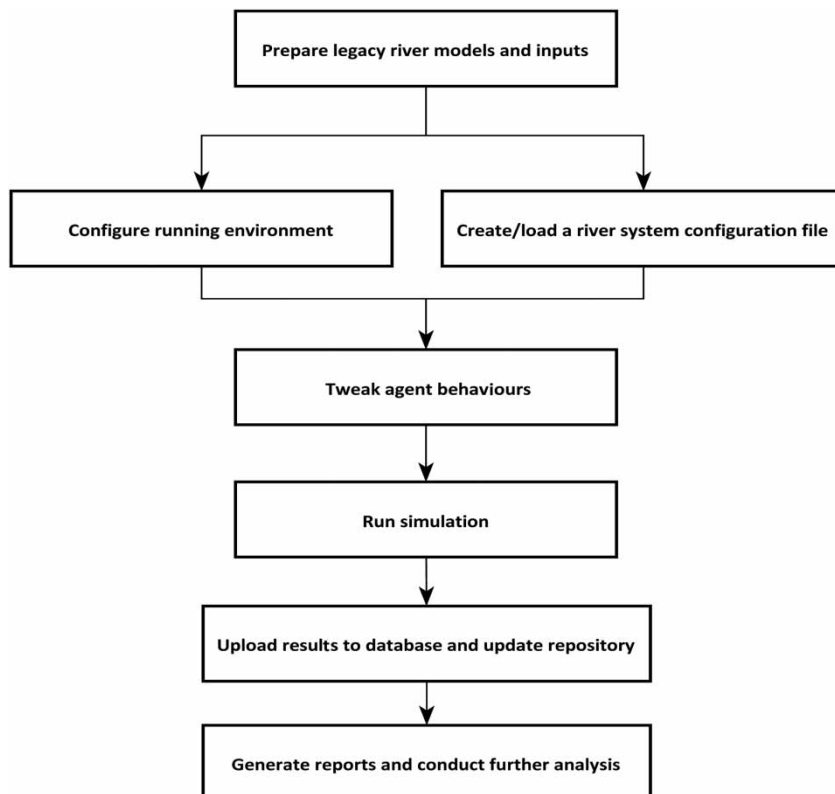 Prepare legacy river models and inputs
Configure running environment
Create/load a river system configuration file
Tweak agent behaviours
Run simulation
Upload results to database and update repository
Generate reports and conduct further analysis